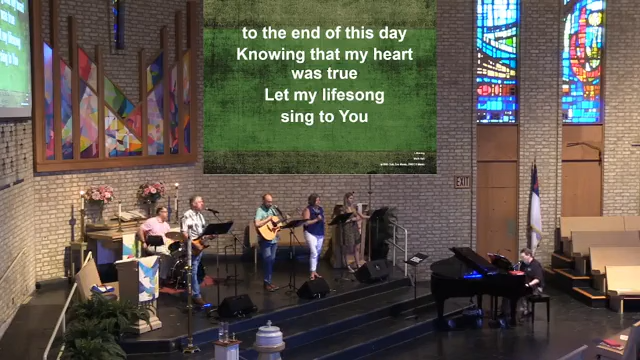 to the end of this day
Knowing that my heart
was true
Let my lifesong
sing to You
EXIT